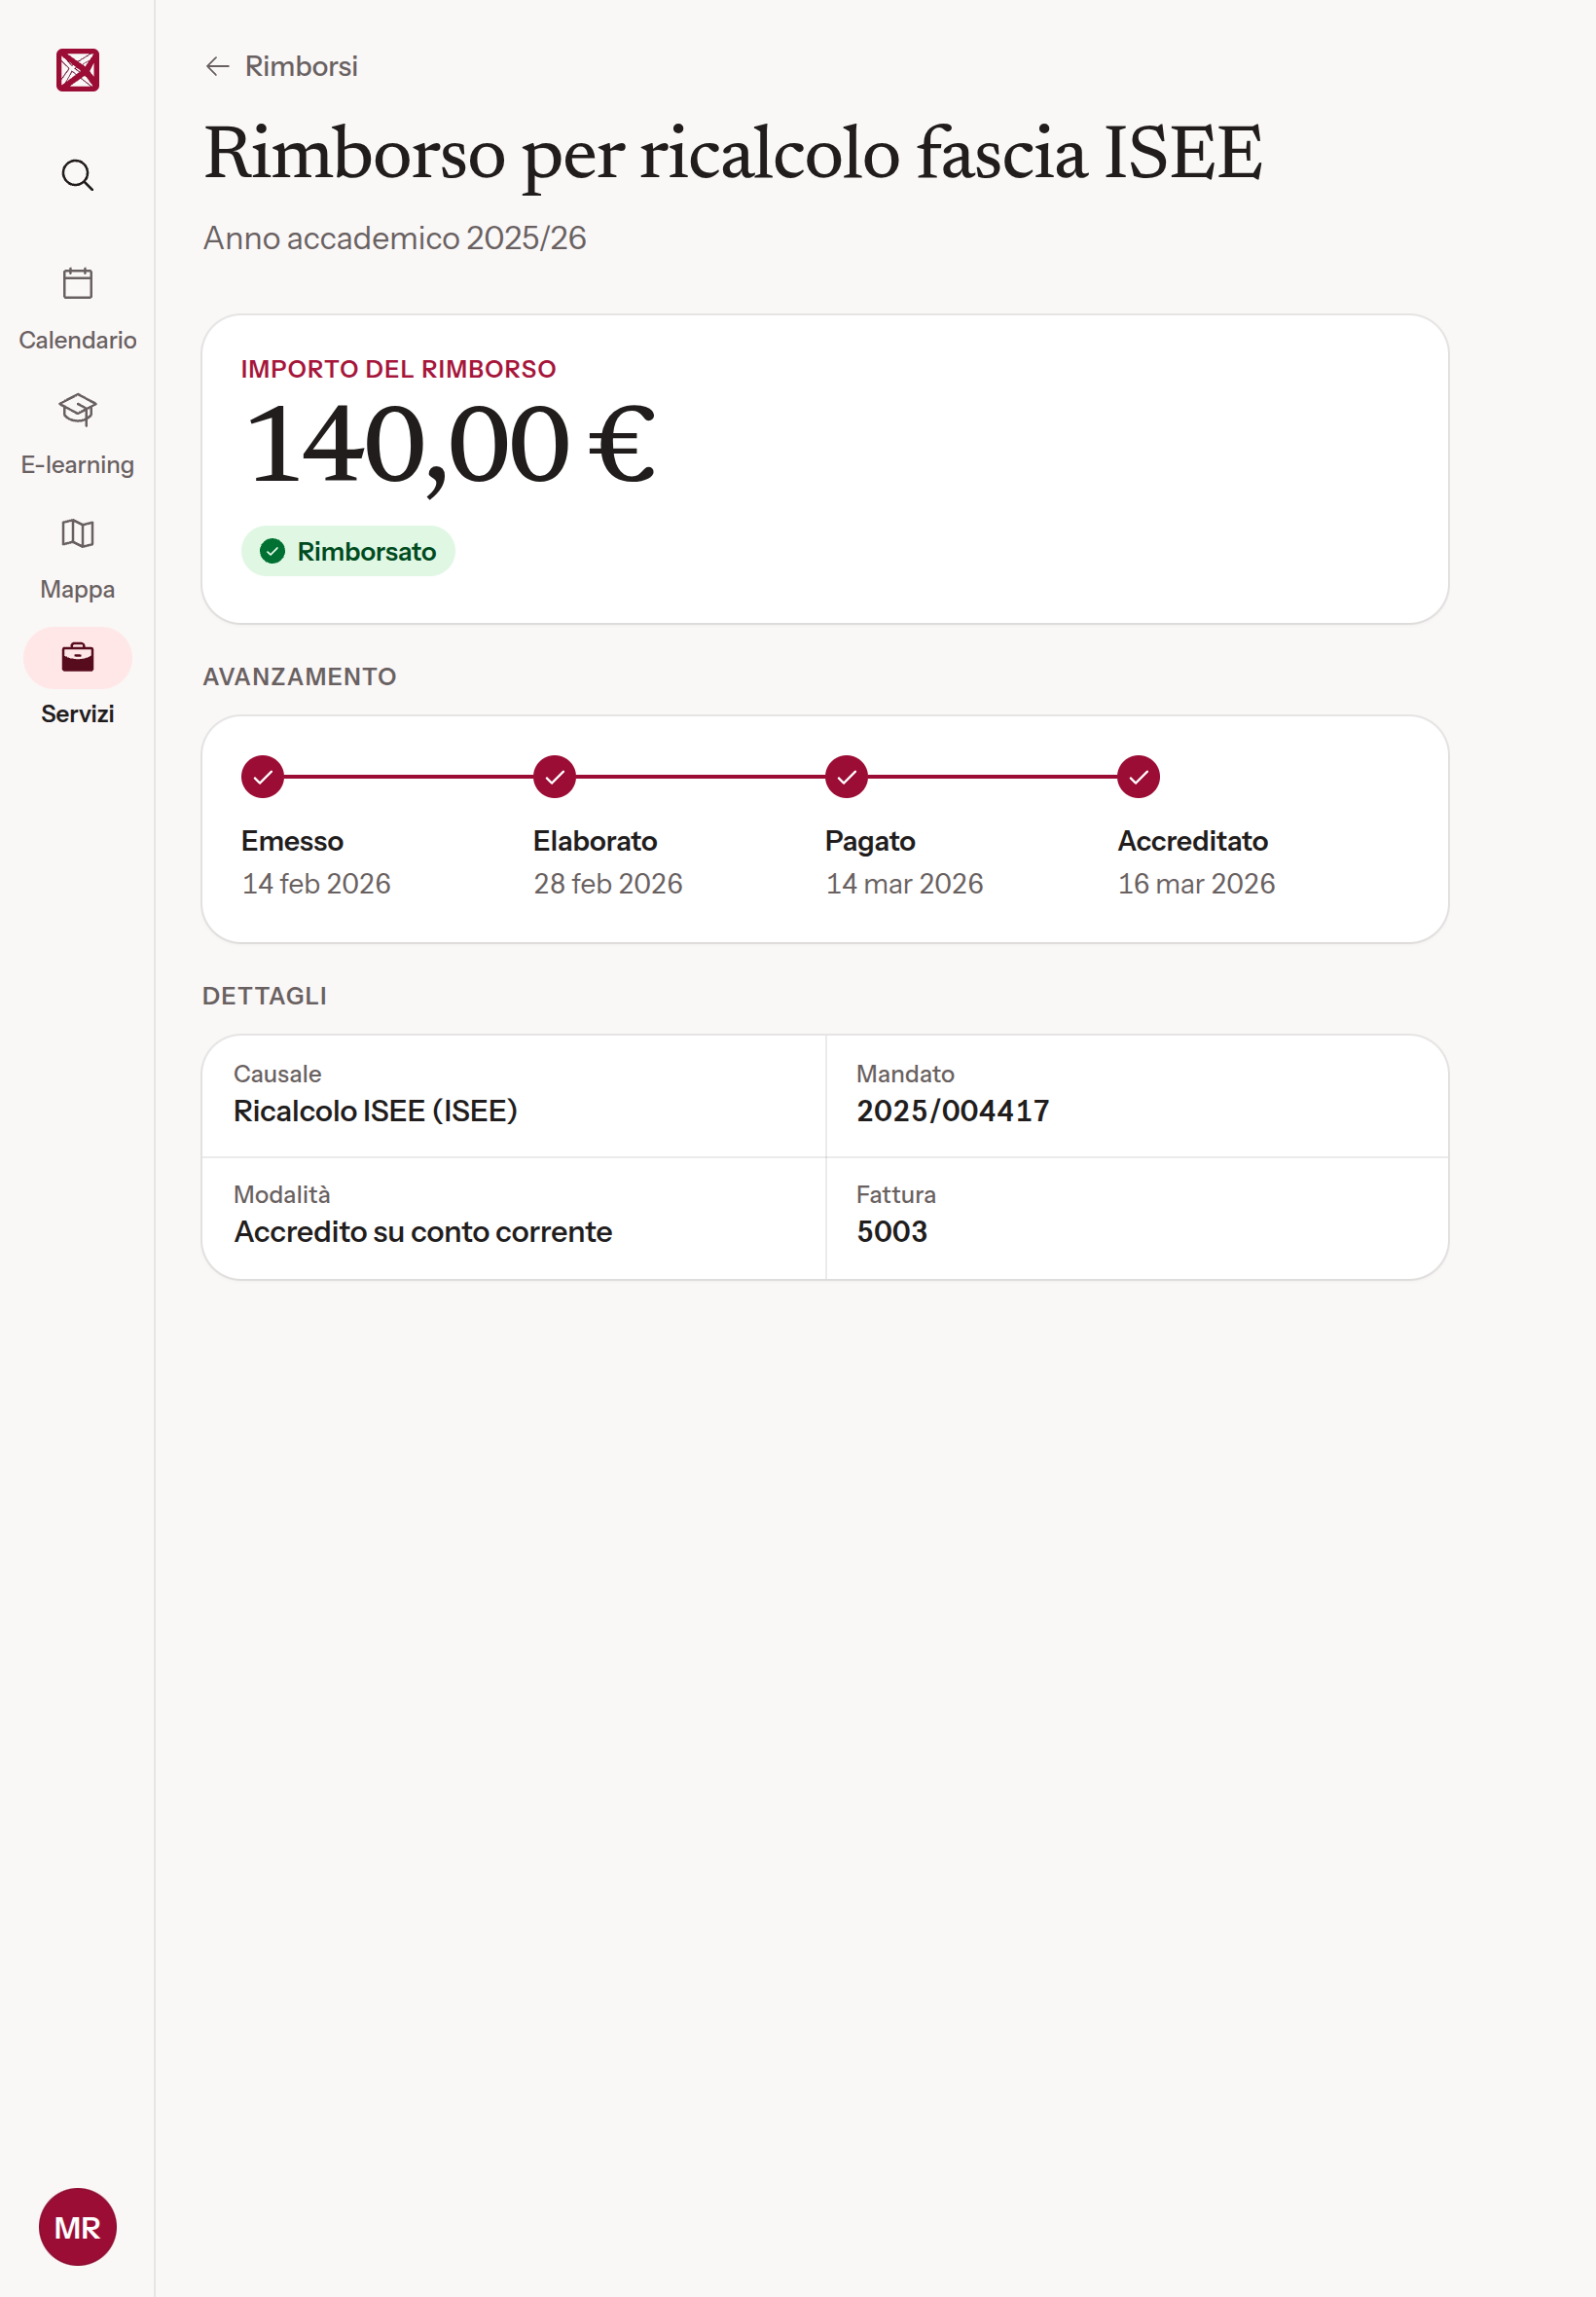 Rimborsi
Rimborso per ricalcolo fascia ISEE
Anno accademico 2025/26
Calendario
E-learning
Mappa
Servizi
IMPORTO DEL RIMBORSO
140,00 €
Rimborsato
AVANZAMENTO
Emesso
14 feb 2026
Elaborato
28 feb 2026
Pagato
14 mar 2026
Accreditato
16 mar 2026
DETTAGLI
Causale
Ricalcolo ISEE (ISEE)
Mandato
2025/004417
Modalità
Accredito su conto corrente
Fattura
5003
MR